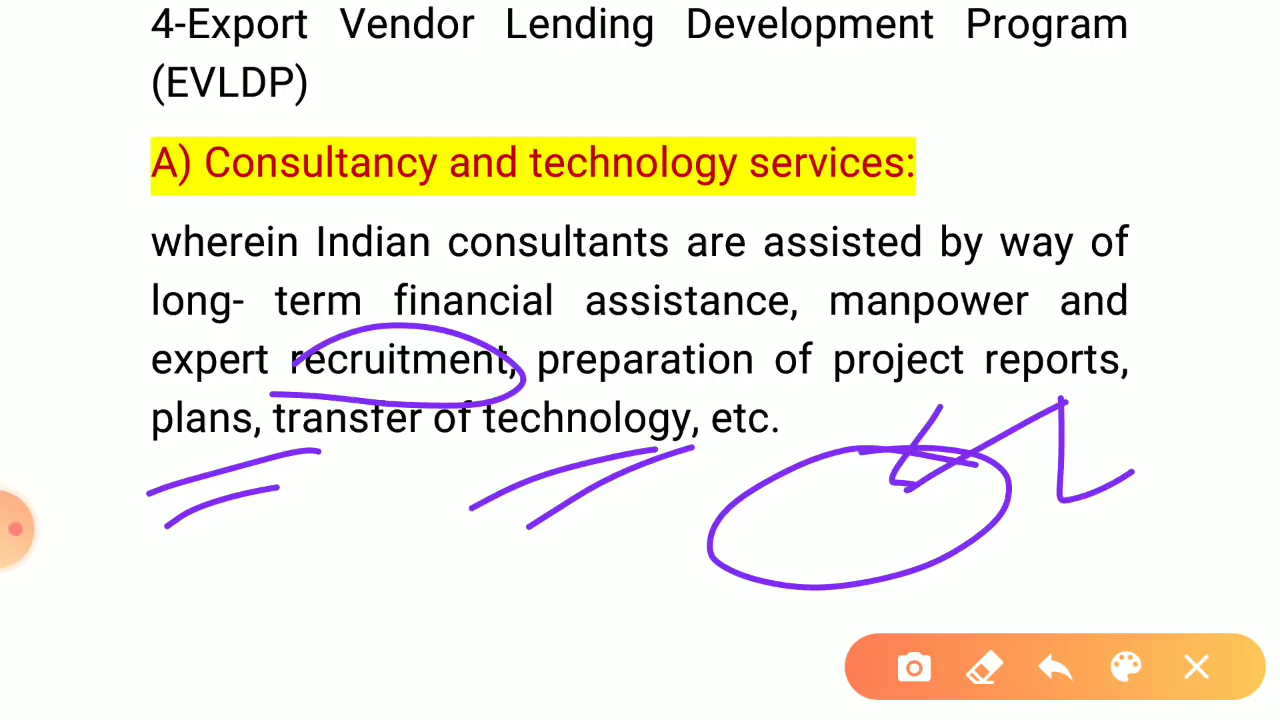 4-Export Vendor Lending Development Program
(EVLDP)
A) Consultancy and technology services:
wherein Indian consultants are assisted by way of
long- term financial assistance, manpower and
expert recruitment, preparation of project reports,
plans, transfer of technology, etc.